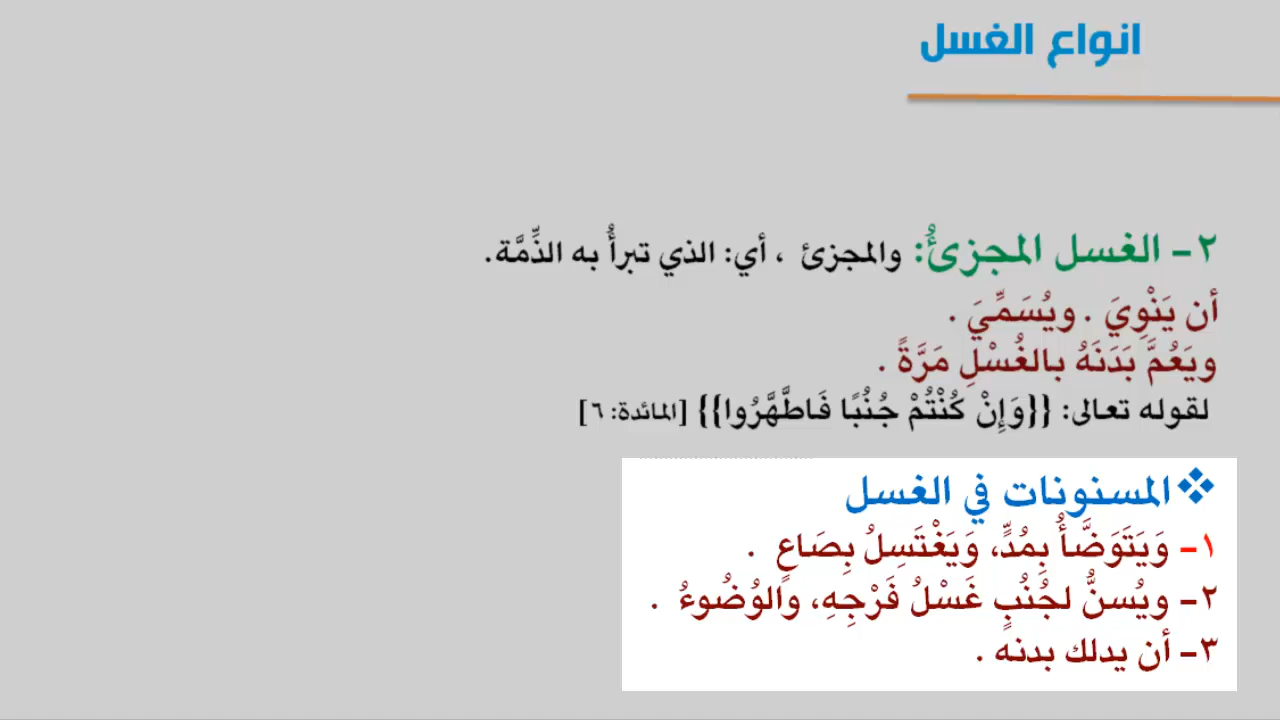 انواع الغسل
٢- الغسل المجزئُ: والمجزئ ، أي: الذي تبرأُ به الذِّمَّة.
أن يَنْوِيَ . ويُسَمِّيَ .
ويَعُمَّ بَدَنَهُ بالغُسْلِ مَرَّةً .
لقوله تعالى: {{وَإِنْ كُنْتُمْ جُنُبًا فَاطَّهَّرُوا}} [المائدة: ٦]
❖المسنونات في الغسل
١- وَيَتَوَضَّأُ بِمُدٍّ، وَيَغْتَسِلُ بِصَاعٍ .
٢- ويُسنُّ لجُنُبٍ غَسْلُ فَرْجِهِ، والوُضُوءُ .
٣- أن يدلك بدنه .